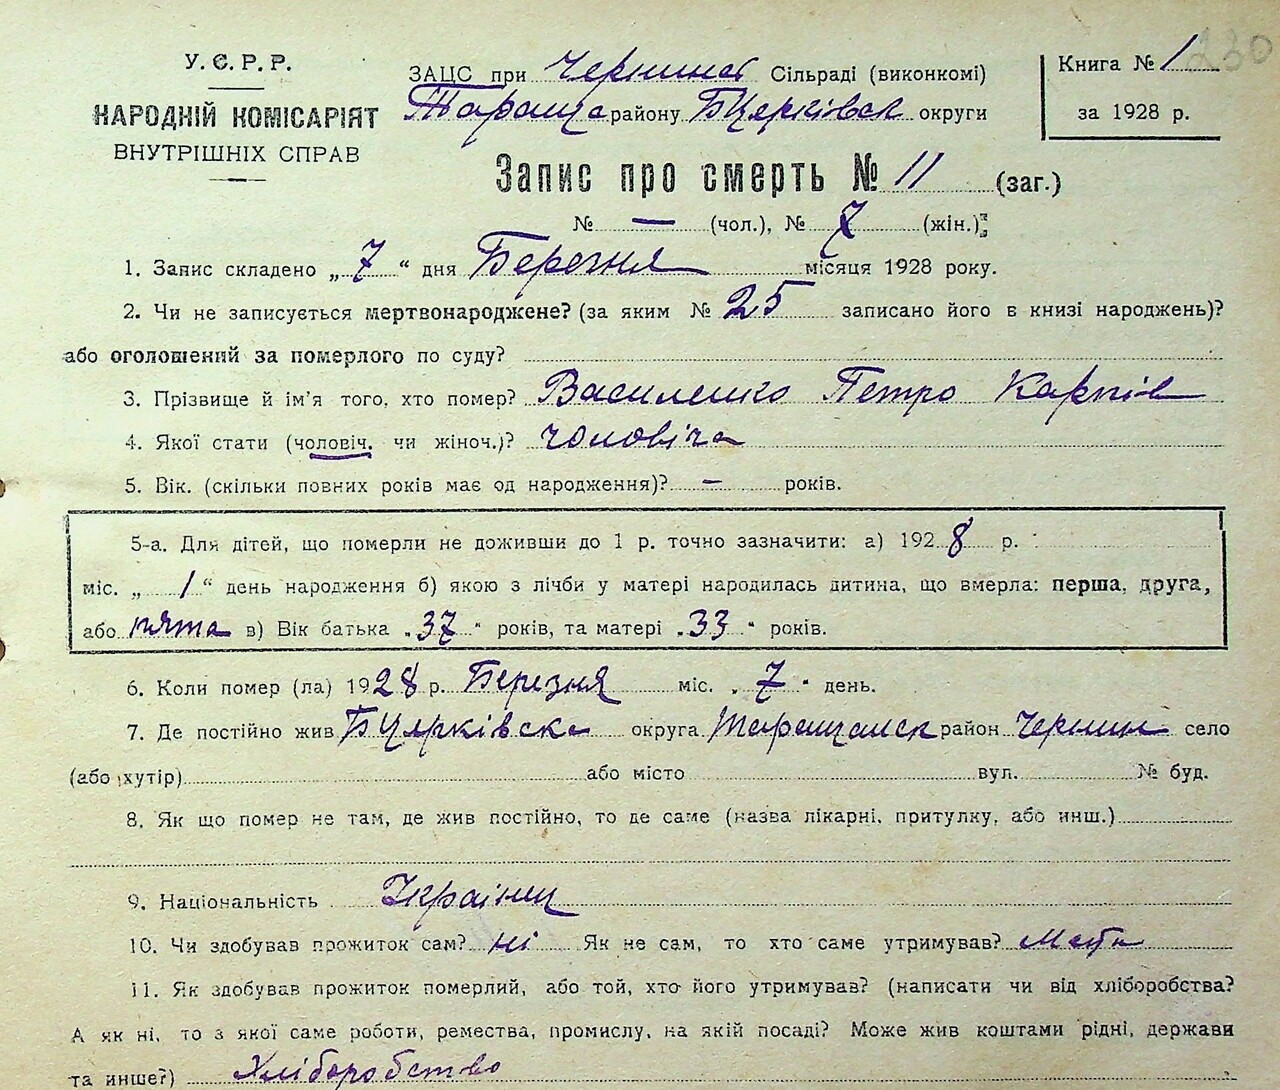 230
У. Є. Р. Р.
НАРОДНІЙ КОМІСАРІЯТ
ВНУТРІШНІХ СПРАВ
ЗАЦС при Чернинсї Сільраді (виконкомі)
Тараща району БЦерківськ округи
Книга № 1
за 1928 р.
Запис про смерть № 11 (заг.)
№ — (чол.), № 7 (жін.)
1. Запис складено „ 7 “ дня Березня місяця 1928 року.
2. Чи не записується мертвонароджене? (за яким № 25 записано його в книзі народжень)?
або оголошений за померлого по суду?
3. Прізвище й ім'я того, хто помер? Василенко Петро Карпів
4. Якої стати (чоловіч. чи жіноч.)? чоловіча
5. Вік. (скільки повних років має од народження)? — років.
5-а. Для дітей, що померли не доживши до 1 р. точно зазначити: а) 1928 р.
міс. „ 1 “ день народження б) якою з лічби у матері народилась дитина, що вмерла: перша, друга,
або пята в) Вік батька „37“ років, та матері „33“ років.
6. Коли помер (ла) 1928 р. Березня міс. „ 7 “ день.
7. Де постійно жив БЦерківська округа Таращанск район Чернин село
(або хутір) або місто вул. № буд.
8. Як що помер не там, де жив постійно, то де саме (назва лікарні, притулку, або инш.)
9. Національність Українц
10. Чи здобував прожиток сам? ні Як не сам, то хто саме утримував? Мати
11. Як здобував прожиток померлий, або той, хто його утримував? (написати чи від хліборобства?
А як ні, то з якої саме роботи, ремества, промислу, на якій посаді? Може жив коштами рідні, держави
та инше?) Хліборобство